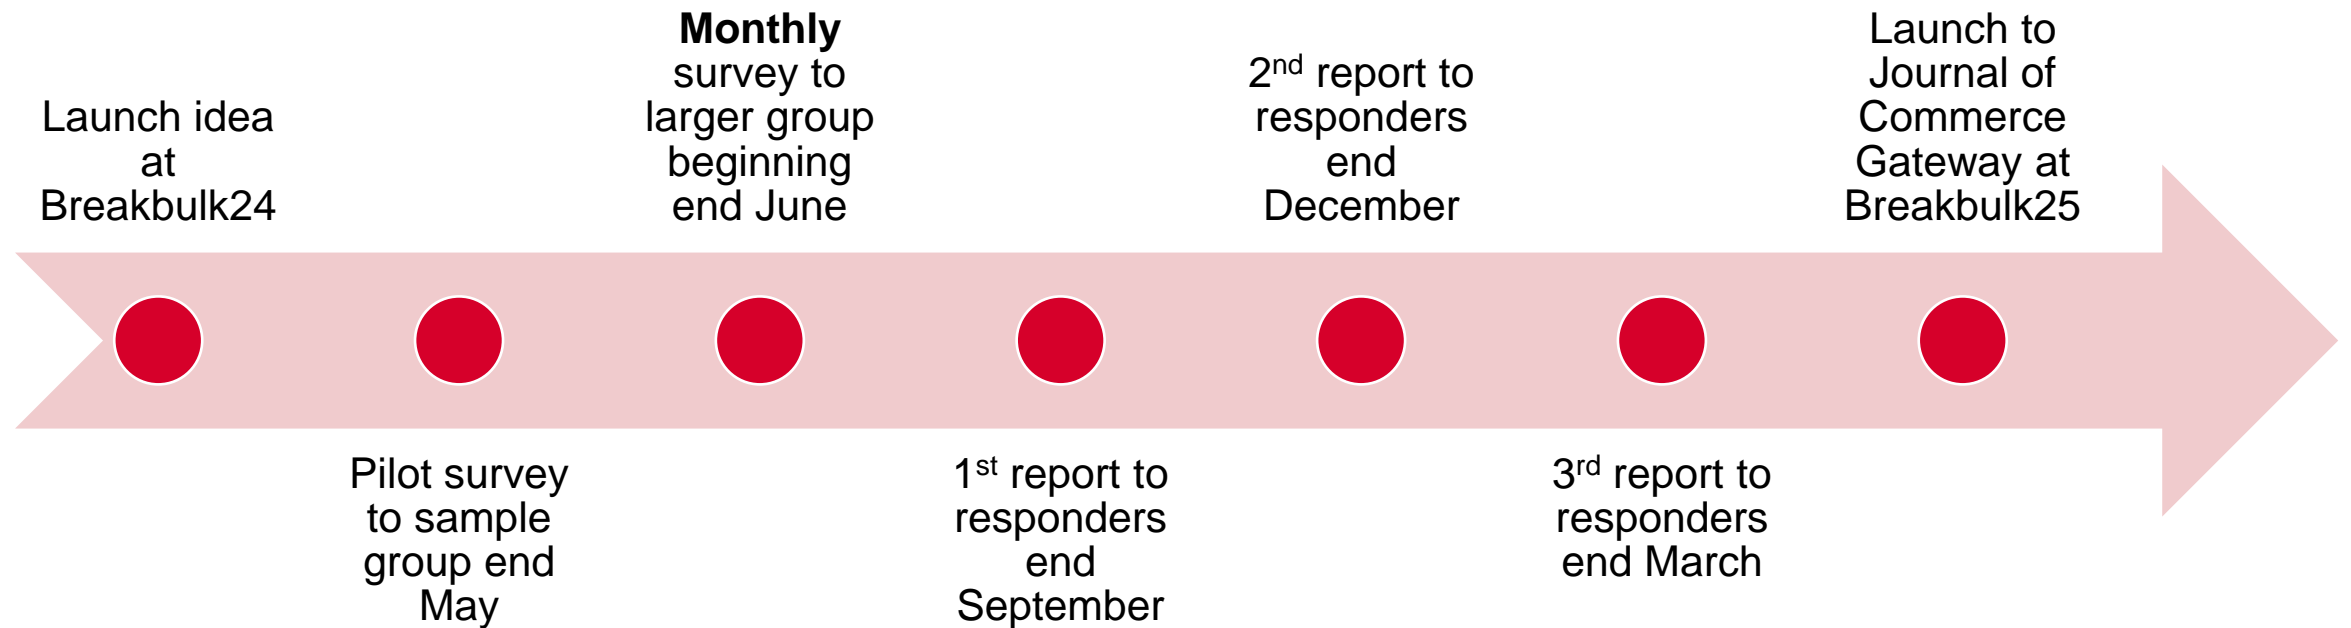 Launch idea
at
Breakbulk24
Pilot survey
to sample
group end
May
Monthly
survey to
larger group
beginning
end June
1st report to
responders
end
September
2nd report to
responders
end
December
3rd report to
responders
end March
Launch to
Journal of
Commerce
Gateway at
Breakbulk25